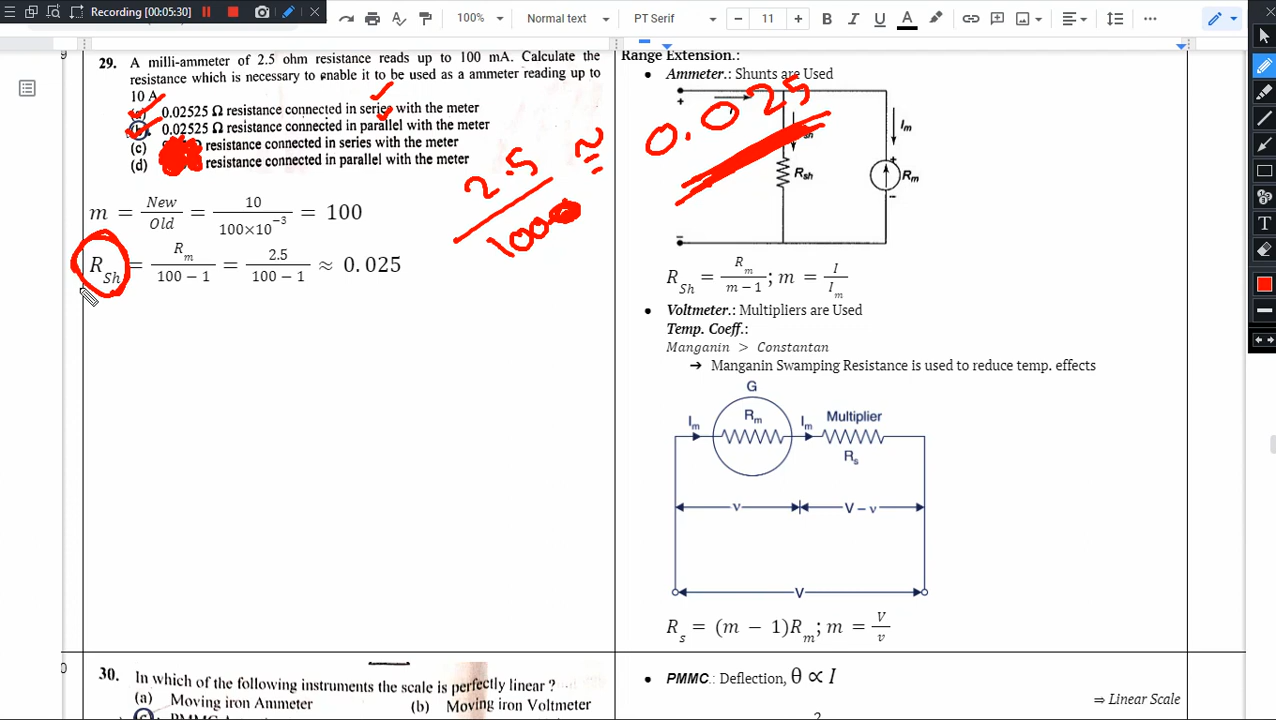 Recording [00:05:30]
100%
Normal text
PT Serif
11
B I U A
29. A milli-ammeter of 2.5 ohm resistance reads up to 100 mA. Calculate the
resistance which is necessary to enable it to be used as a ammeter reading up to
10 A
(a) 0.02525 Ω resistance connected in series with the meter
(b) 0.02525 Ω resistance connected in parallel with the meter
(c) resistance connected in series with the meter
(d) resistance connected in parallel with the meter
2.5
100
≈
0.025
m = New / Old = 10 / 100×10⁻³ = 100
R_Sh = R_m / 100 − 1 = 2.5 / 100 − 1 ≈ 0.025
Range Extension.:
Ammeter.: Shunts are Used
+
I_m
R_sh
+
R_m
−
−
R_Sh = R_m / m − 1; m = I / I_m
Voltmeter.: Multipliers are Used
Temp. Coeff.:
Manganin > Constantan
➔ Manganin Swamping Resistance is used to reduce temp. effects
G
I_m
R_m
I_m
Multiplier
R_s
v
V − v
V
R_s = (m − 1)R_m; m = V / v
30. In which of the following instruments the scale is perfectly linear ?
(a) Moving iron Ammeter
(b) Moving iron Voltmeter
PMMC.: Deflection, θ ∝ I
⇒ Linear Scale